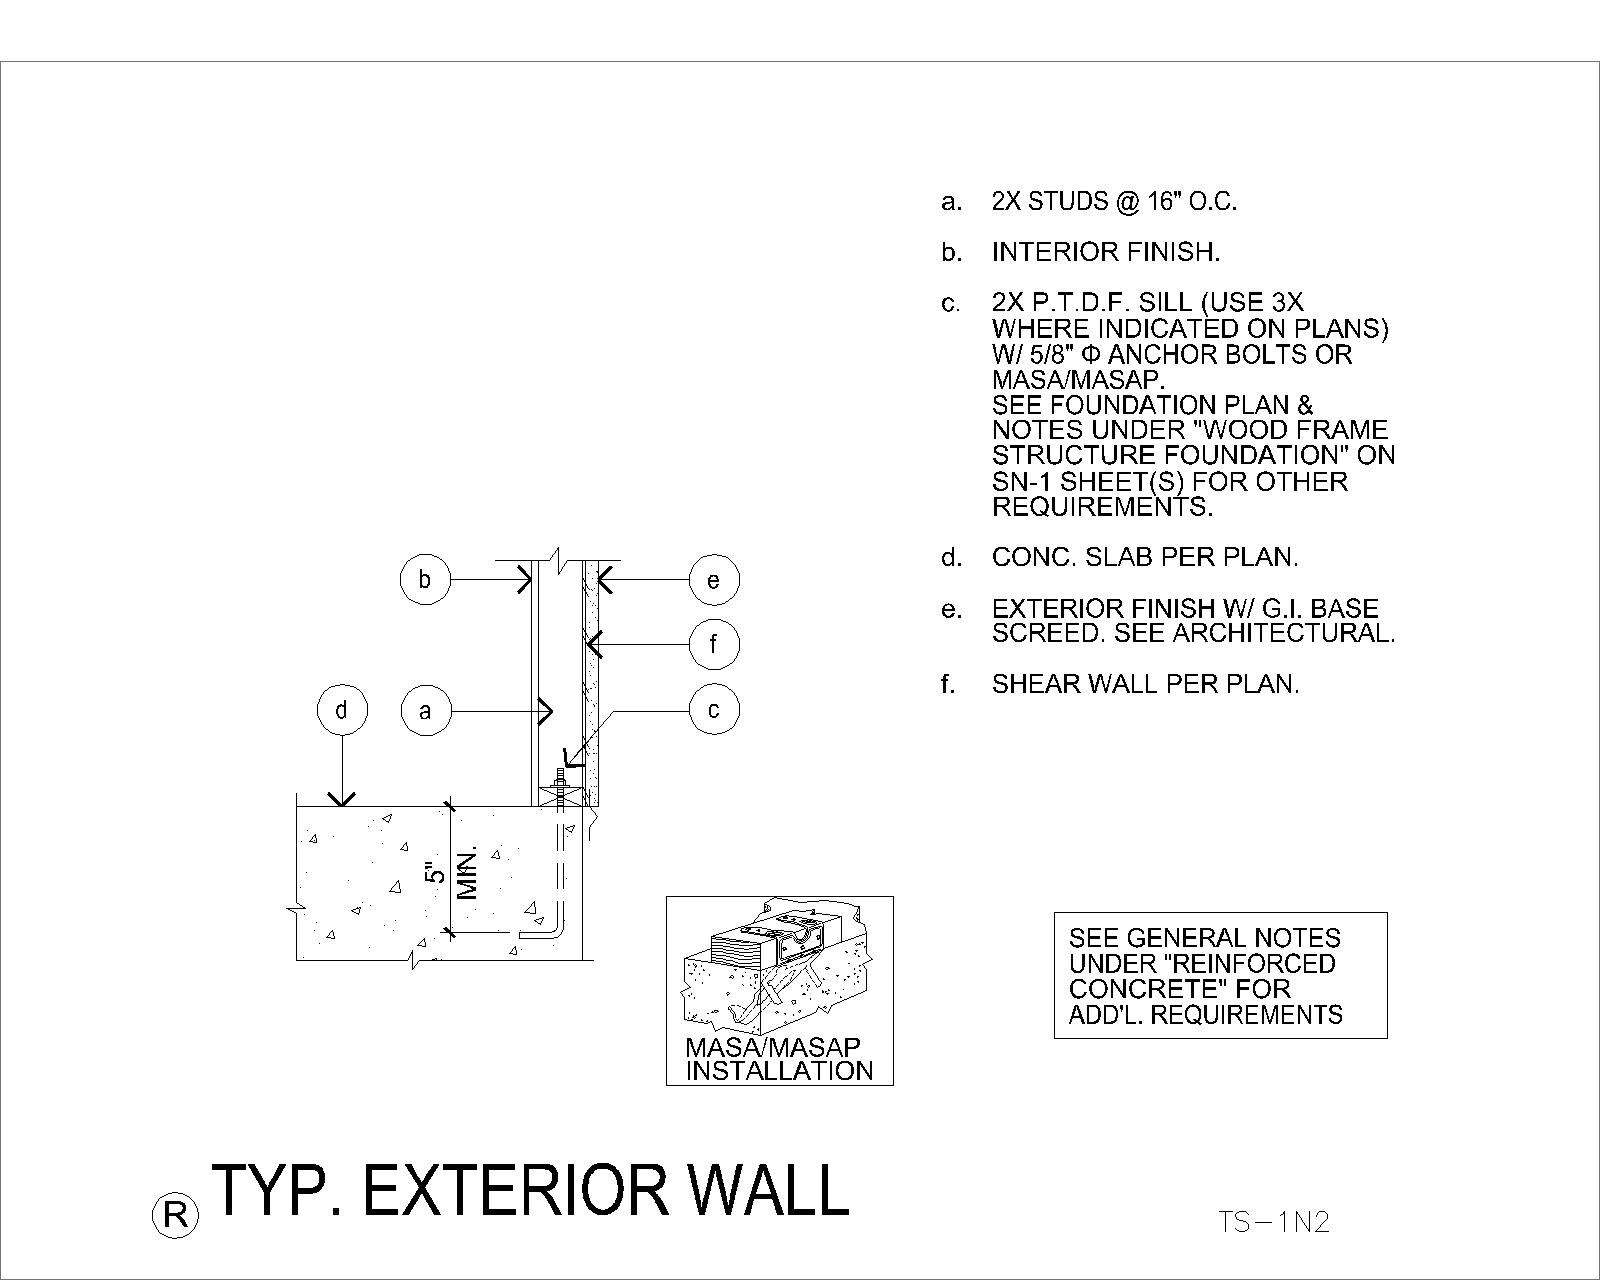 a. 2X STUDS @ 16" O.C.
b. INTERIOR FINISH.
c. 2X P.T.D.F. SILL (USE 3X
WHERE INDICATED ON PLANS)
W/ 5/8" Φ ANCHOR BOLTS OR
MASA/MASAP.
SEE FOUNDATION PLAN &
NOTES UNDER "WOOD FRAME
STRUCTURE FOUNDATION" ON
SN-1 SHEET(S) FOR OTHER
REQUIREMENTS.
d. CONC. SLAB PER PLAN.
e. EXTERIOR FINISH W/ G.I. BASE
SCREED. SEE ARCHITECTURAL.
f. SHEAR WALL PER PLAN.
b
e
f
d
a
c
5"
MIN.
MASA/MASAP
INSTALLATION
SEE GENERAL NOTES
UNDER "REINFORCED
CONCRETE" FOR
ADD'L. REQUIREMENTS
R TYP. EXTERIOR WALL
TS-1N2